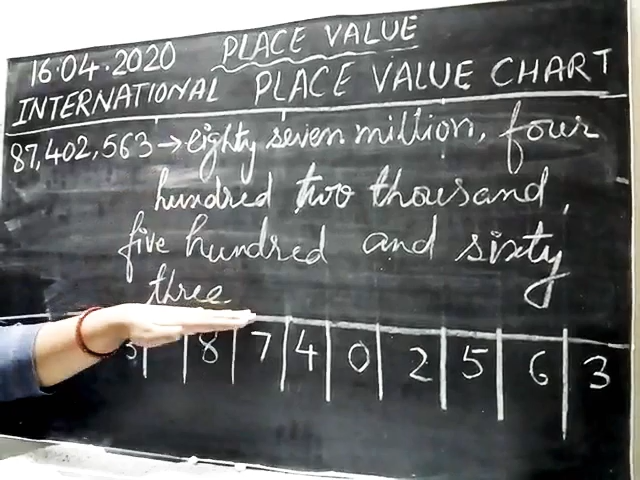 16.04.2020 PLACE VALUE
INTERNATIONAL PLACE VALUE CHART
87,402,563 → eighty seven million, four
hundred two thousand,
five hundred and sixty
three
8 7 4 0 2 5 6 3